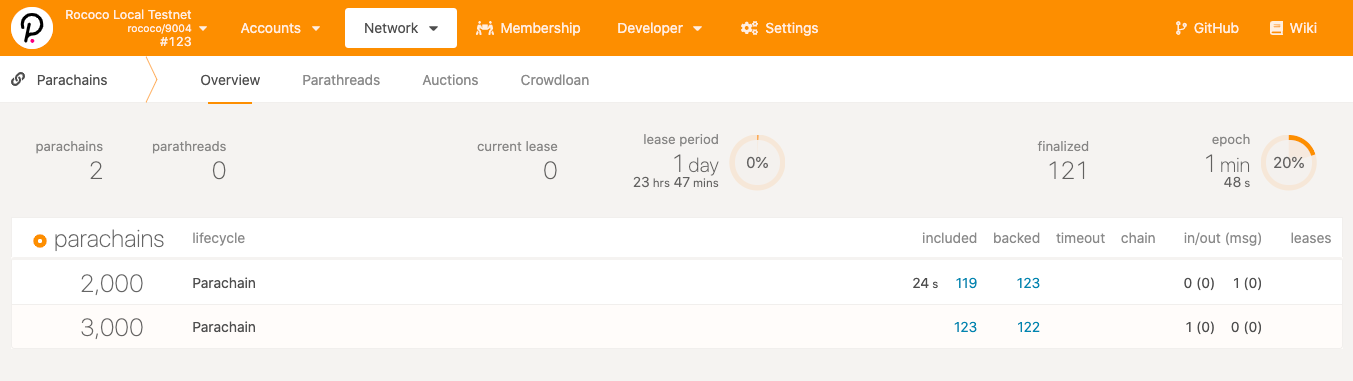 Rococo Local Testnet
rococo/9004
#123
Accounts
Network
Membership
Developer
Settings
GitHub
Wiki
Parachains
Overview
Parathreads
Auctions
Crowdloan
parachains
2
parathreads
0
current lease
0
lease period
1 day
23 hrs 47 mins
0%
finalized
121
epoch
1 min
48 s
20%
parachains lifecycle included backed timeout chain in/out (msg) leases
2,000 Parachain 24 s 119 123 0 (0) 1 (0)
3,000 Parachain 123 122 1 (0) 0 (0)